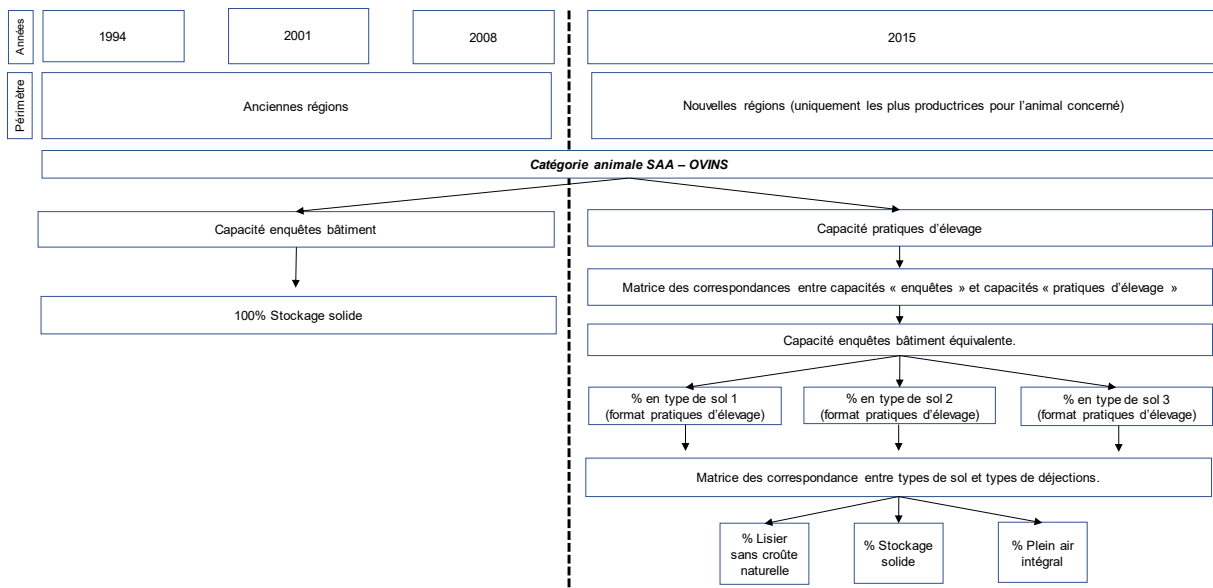 Années
1994
2001
2008
2015
Périmètre
Anciennes régions
Nouvelles régions (uniquement les plus productrices pour l'animal concerné)
Catégorie animale SAA – OVINS
Capacité enquêtes bâtiment
100% Stockage solide
Capacité pratiques d'élevage
Matrice des correspondances entre capacités « enquêtes » et capacités « pratiques d'élevage »
Capacité enquêtes bâtiment équivalente.
% en type de sol 1
(format pratiques d'élevage)
% en type de sol 2
(format pratiques d'élevage)
% en type de sol 3
(format pratiques d'élevage)
Matrice des correspondance entre types de sol et types de déjections.
% Lisier
sans croûte
naturelle
% Stockage
solide
% Plein air
intégral